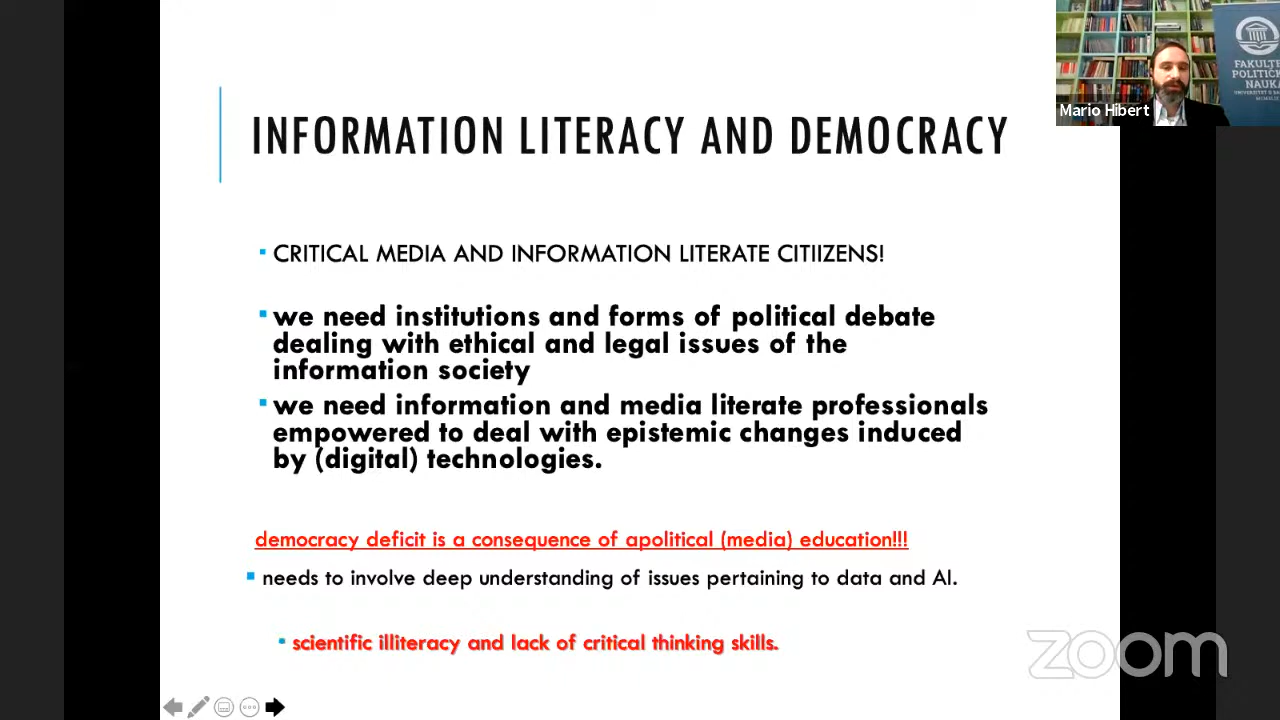 INFORMATION LITERACY AND DEMOCRACY
CRITICAL MEDIA AND INFORMATION LITERATE CITIIZENS!
we need institutions and forms of political debate
dealing with ethical and legal issues of the
information society
we need information and media literate professionals
empowered to deal with epistemic changes induced
by (digital) technologies.
democracy deficit is a consequence of apolitical (media) education!!!
needs to involve deep understanding of issues pertaining to data and AI.
scientific illiteracy and lack of critical thinking skills.
Mario Hibert
FAKULTE
POLITIČK
NAUKA
zoom